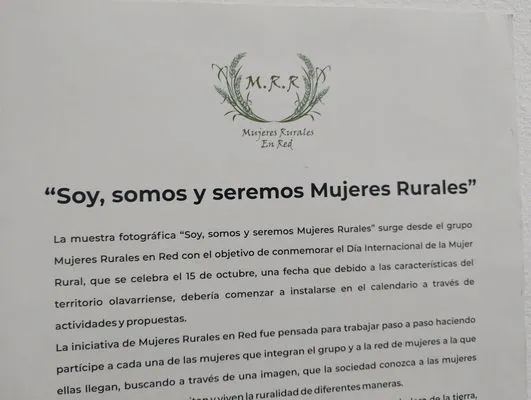 M.R.R
Mujeres Rurales
En Red
“Soy, somos y seremos Mujeres Rurales”
La muestra fotográfica “Soy, somos y seremos Mujeres Rurales” surge desde el grupo
Mujeres Rurales en Red con el objetivo de conmemorar el Día Internacional de la Mujer
Rural, que se celebra el 15 de octubre, una fecha que debido a las características del
territorio olavarriense, debería comenzar a instalarse en el calendario a través de
actividades y propuestas.
La iniciativa de Mujeres Rurales en Red fue pensada para trabajar paso a paso haciendo
partícipe a cada una de las mujeres que integran el grupo y a la red de mujeres a la que
ellas llegan, buscando a través de una imagen, que la sociedad conozca a las mujeres
y viven la ruralidad de diferentes maneras.
de la tierra,